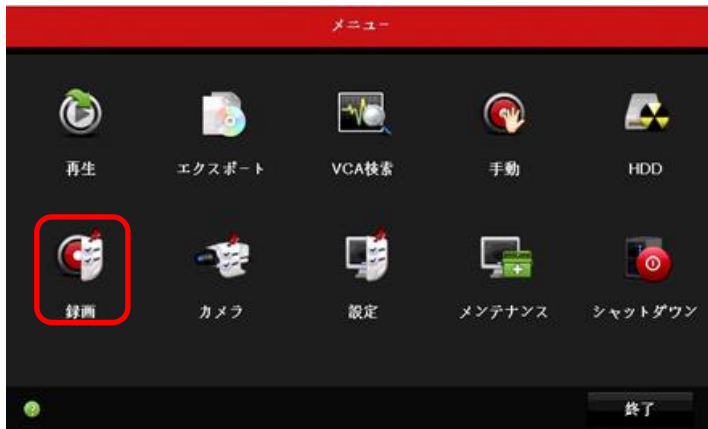 メニュー
再生 エクスポート VCA検索 手動 HDD
録画 カメラ 設定 メンテナンス シャットダウン
終了